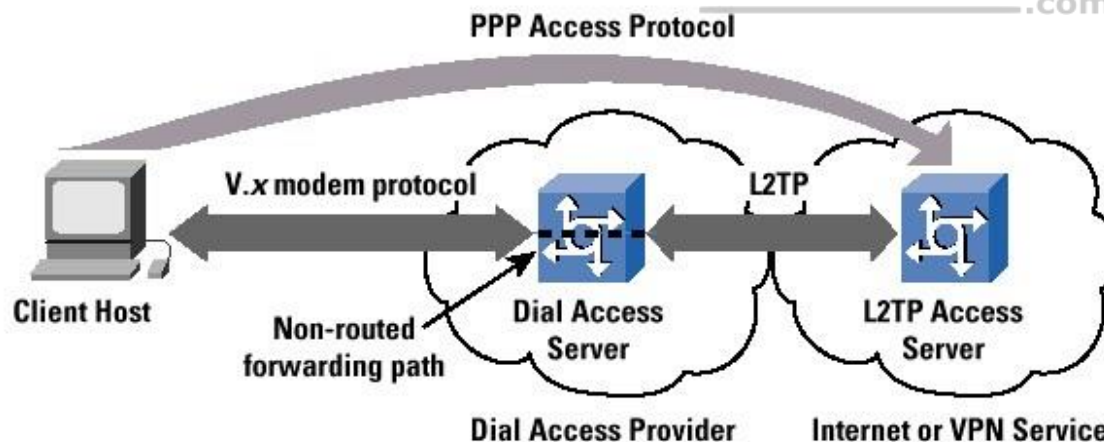 .com
PPP Access Protocol
V.x modem protocol
L2TP
Client Host
Non-routed
forwarding path
Dial Access
Server
L2TP Access
Server
Dial Access Provider
Internet or VPN Service